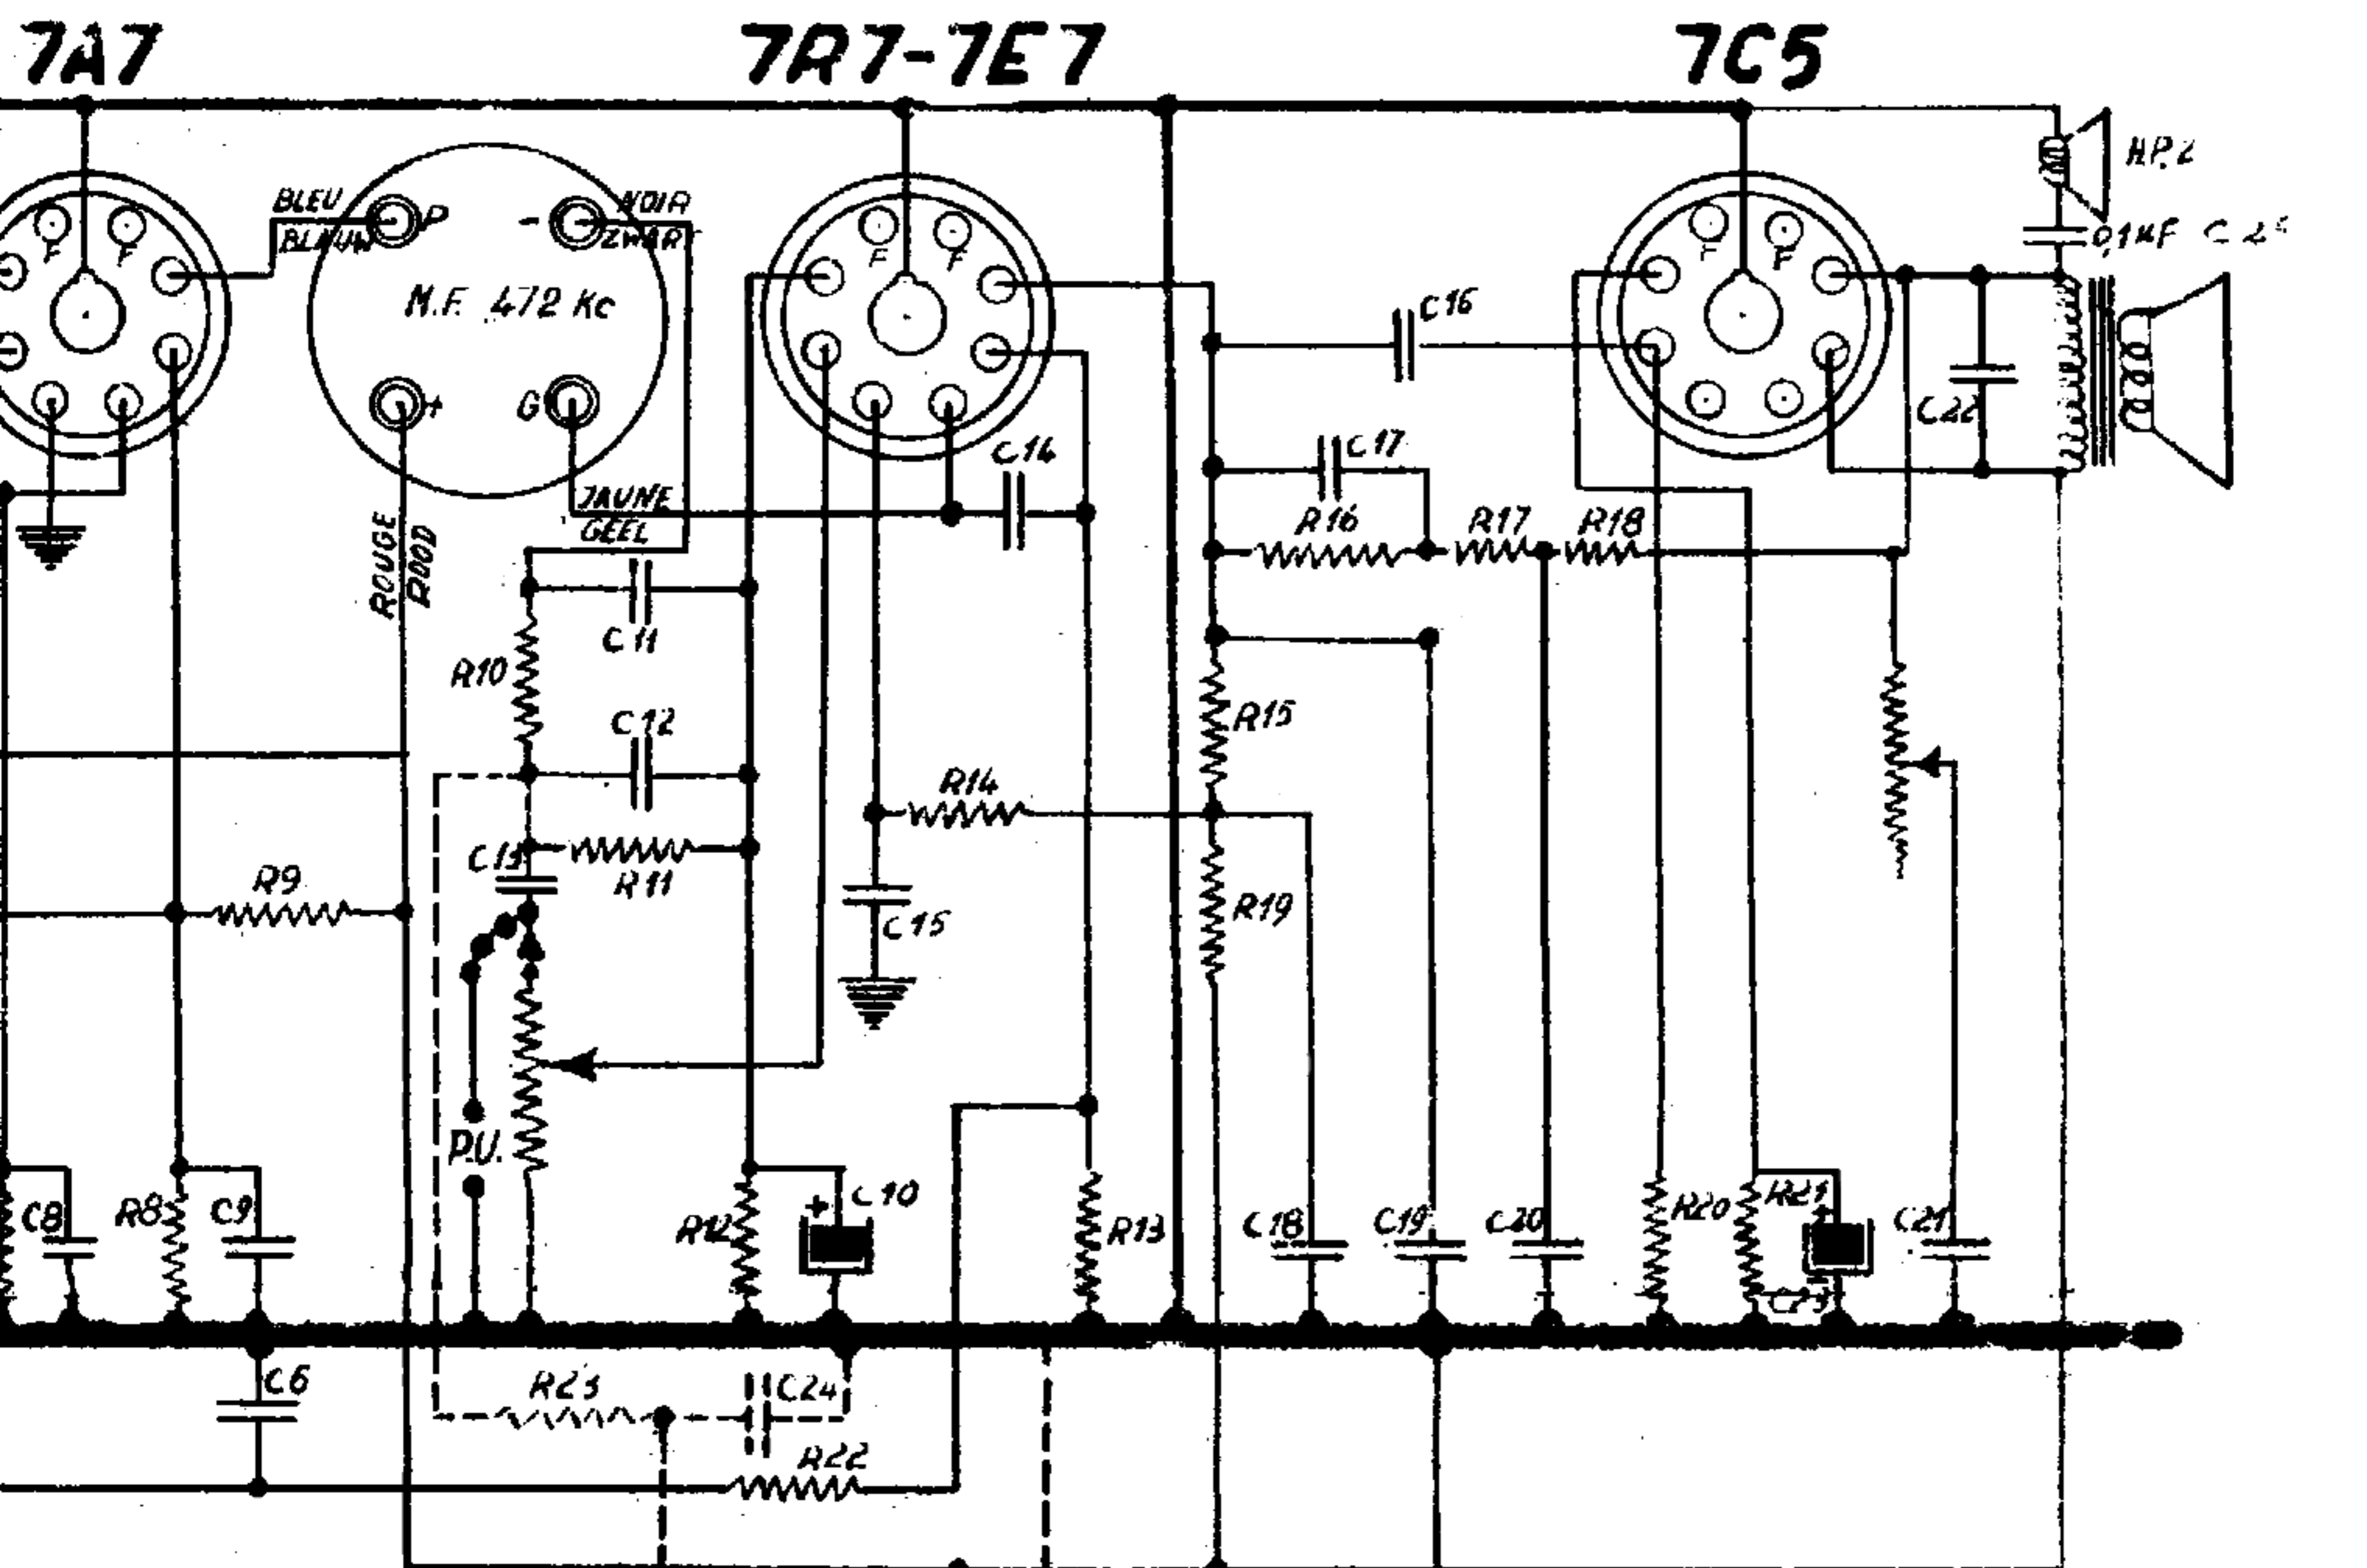 7A7
7R7-7E7
7C5
H.P.2
BLEU
BLAUW
P
-
NOIR
ZWART
F
F
F
F
F
F
0,1MF
M.F. 472 Kc
C16
+
G
C22
C14
C17
JAUNE
GEEL
ROUGE
ROOD
R16
R17
R18
C11
R10
C12
R15
R14
C13
R11
R9
C15
R19
P.U.
C8
R8
C9
R12
+
C10
R13
C18
C19
C20
R20
R21
C21
C6
R23
C24
R22